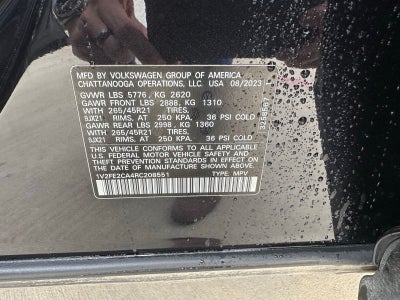 MFD BY VOLKSWAGEN GROUP OF AMERICA
CHATTANOOGA OPERATIONS, LLC USA 08/2023
GVWR LBS 5776, KG 2620
GAWR FRONT LBS 2888, KG 1310
WITH 265/45R21 TIRES,
9JX21 RIMS, AT 250 KPA, 36 PSI COLD
GAWR REAR LBS 2998, KG 1360
WITH 265/45R21 TIRES,
9JX21 RIMS, AT 250 KPA, 36 PSI COLD
THIS VEHICLE CONFORMS TO ALL APPLICABLE
U.S. FEDERAL MOTOR VEHICLE SAFETY AND
THEFT PREVENTION STANDARDS IN EFFECT ON
THE DATE OF MANUFACTURE SHOWN ABOVE.
1V2FE2CA4RC208551 TYPE: MPV